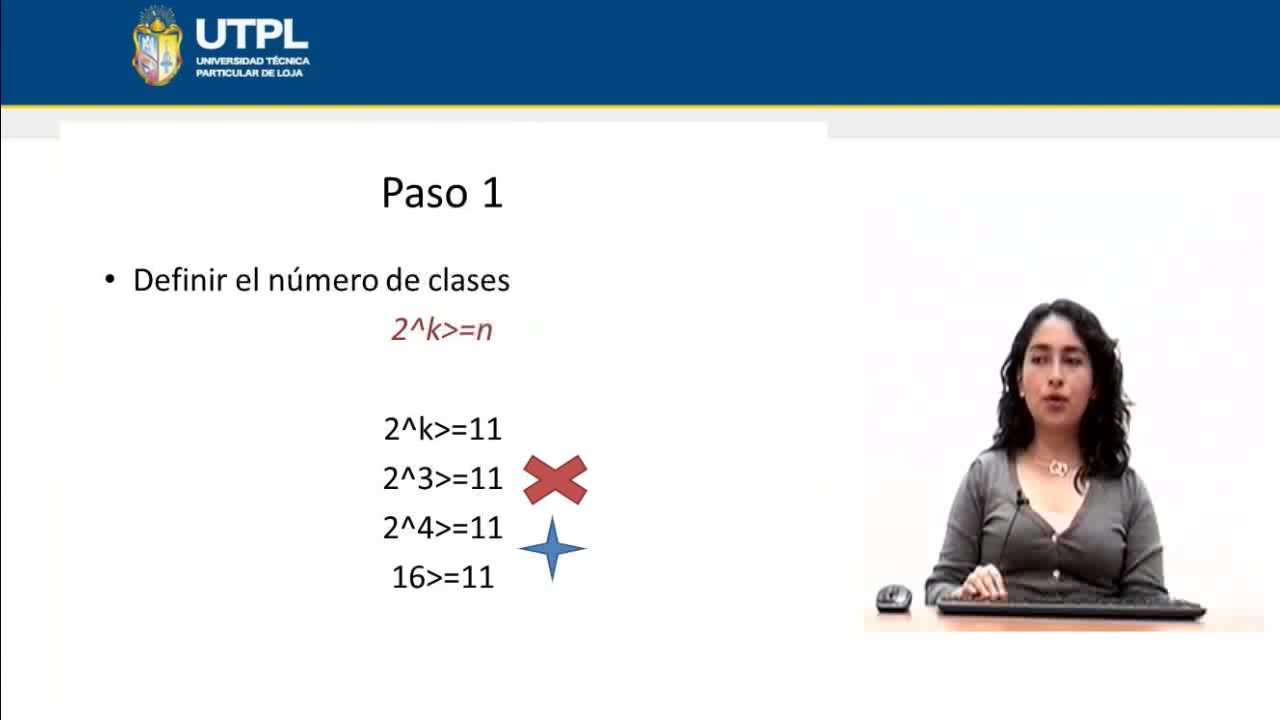 UTPL
UNIVERSIDAD TÉCNICA
PARTICULAR DE LOJA
Paso 1
• Definir el número de clases
2^k>=n
2^k>=11
2^3>=11
2^4>=11
16>=11